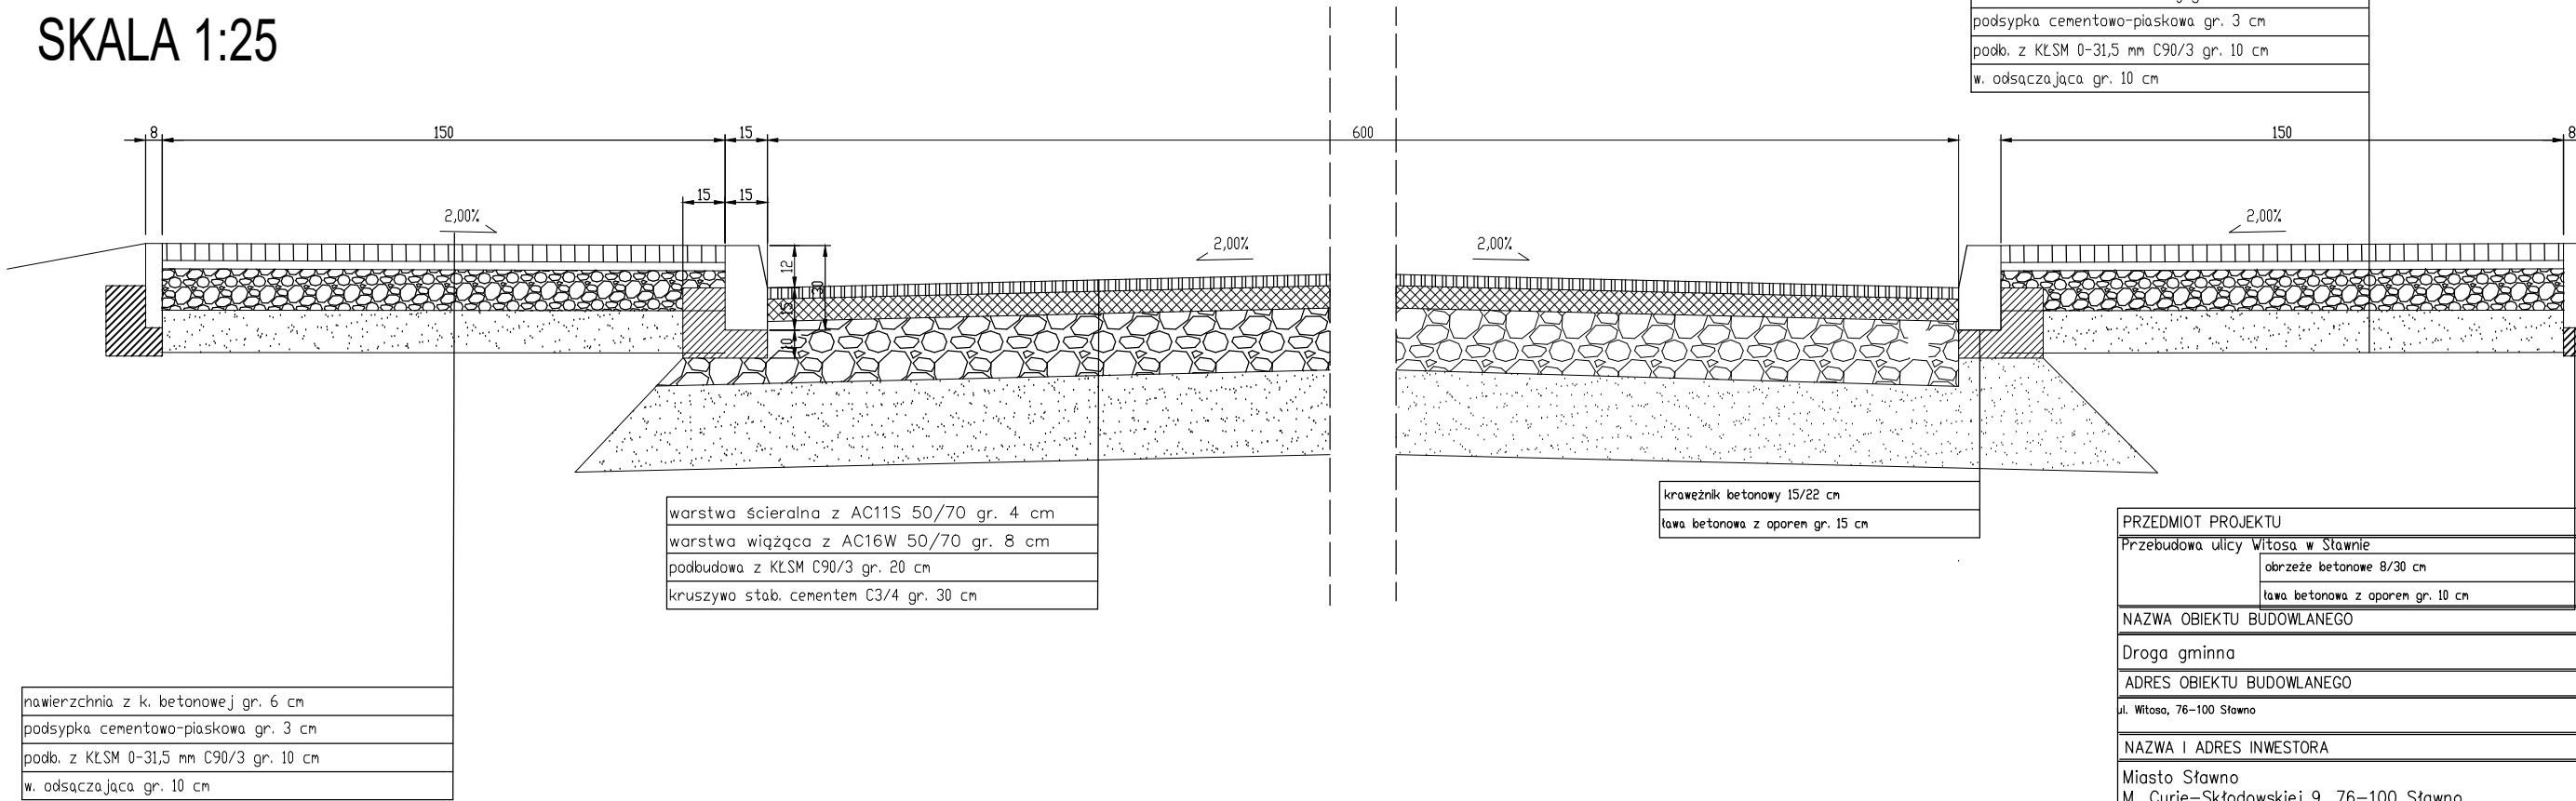 SKALA 1:25
podsypka cementowo-piaskowa gr. 3 cm
podb. z KŁSM 0-31,5 mm C90/3 gr. 10 cm
w. odsączająca gr. 10 cm
8 150 15 600 150 8
15 15
2,00% 2,00% 2,00% 2,00%
12
30
15
10
warstwa ścieralna z AC11S 50/70 gr. 4 cm
warstwa wiążąca z AC16W 50/70 gr. 8 cm
podbudowa z KŁSM C90/3 gr. 20 cm
kruszywo stab. cementem C3/4 gr. 30 cm
krawężnik betonowy 15/22 cm
ława betonowa z oporem gr. 15 cm
PRZEDMIOT PROJEKTU
Przebudowa ulicy Witosa w Sławnie
obrzeże betonowe 8/30 cm
ława betonowa z oporem gr. 10 cm
NAZWA OBIEKTU BUDOWLANEGO
Droga gminna
ADRES OBIEKTU BUDOWLANEGO
ul. Witosa, 76-100 Sławno
NAZWA I ADRES INWESTORA
Miasto Sławno
M. Curie-Skłodowskiej 9, 76-100 Sławno
nawierzchnia z k. betonowej gr. 6 cm
podsypka cementowo-piaskowa gr. 3 cm
podb. z KŁSM 0-31,5 mm C90/3 gr. 10 cm
w. odsączająca gr. 10 cm